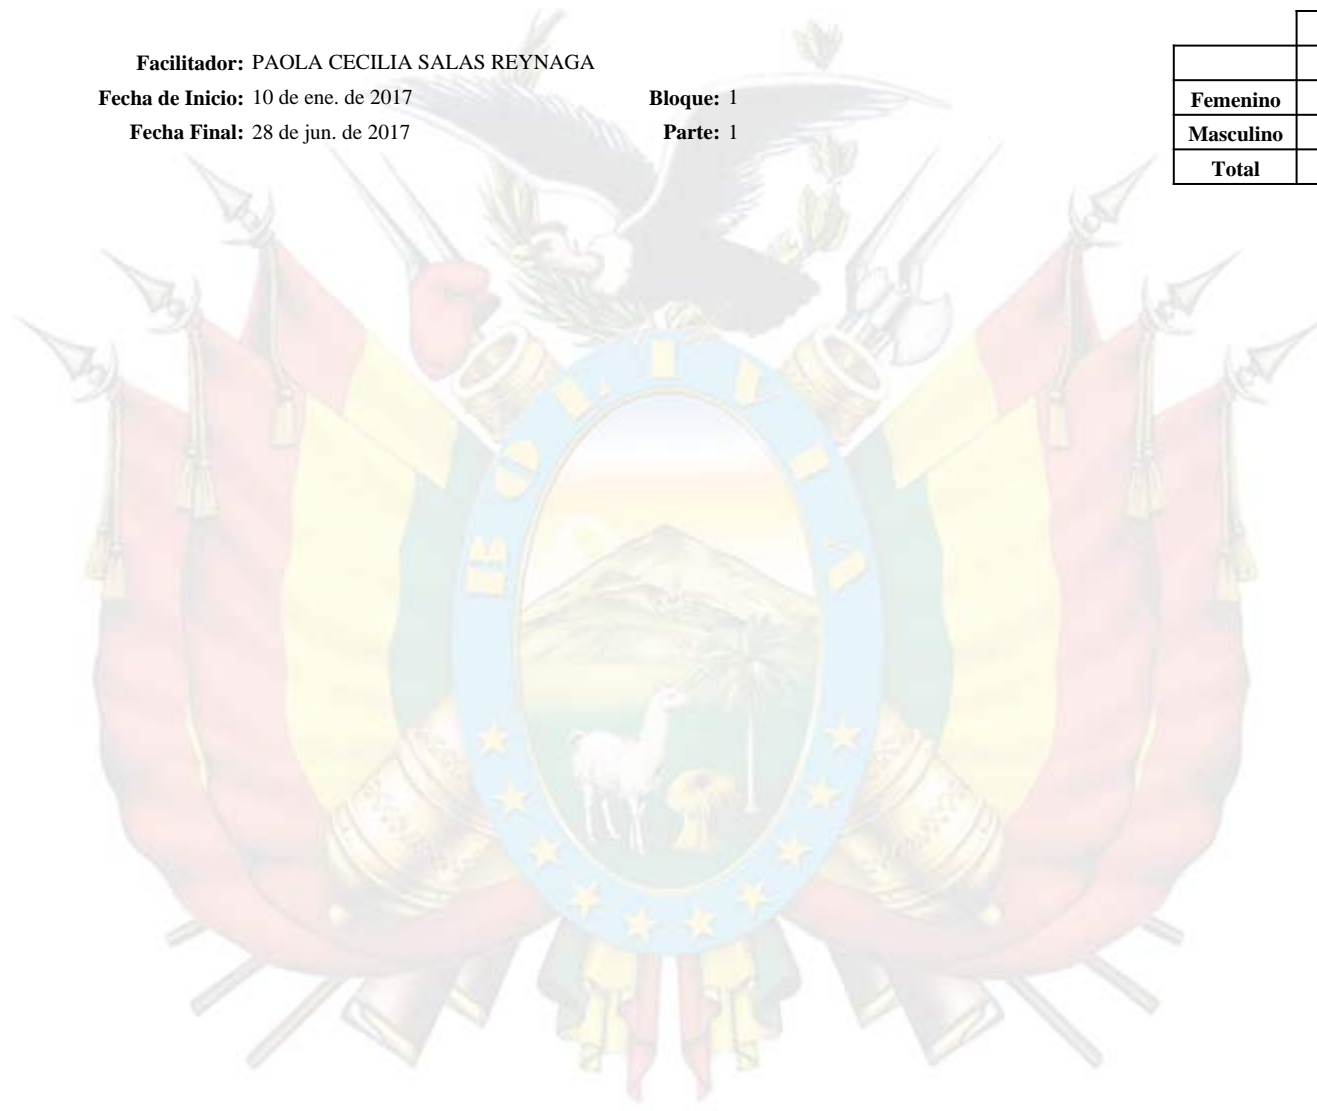 Facilitador: PAOLA CECILIA SALAS REYNAGA
Fecha de Inicio: 10 de ene. de 2017 Bloque: 1
Fecha Final: 28 de jun. de 2017 Parte: 1
Femenino
Masculino
Total
BOLIVIA